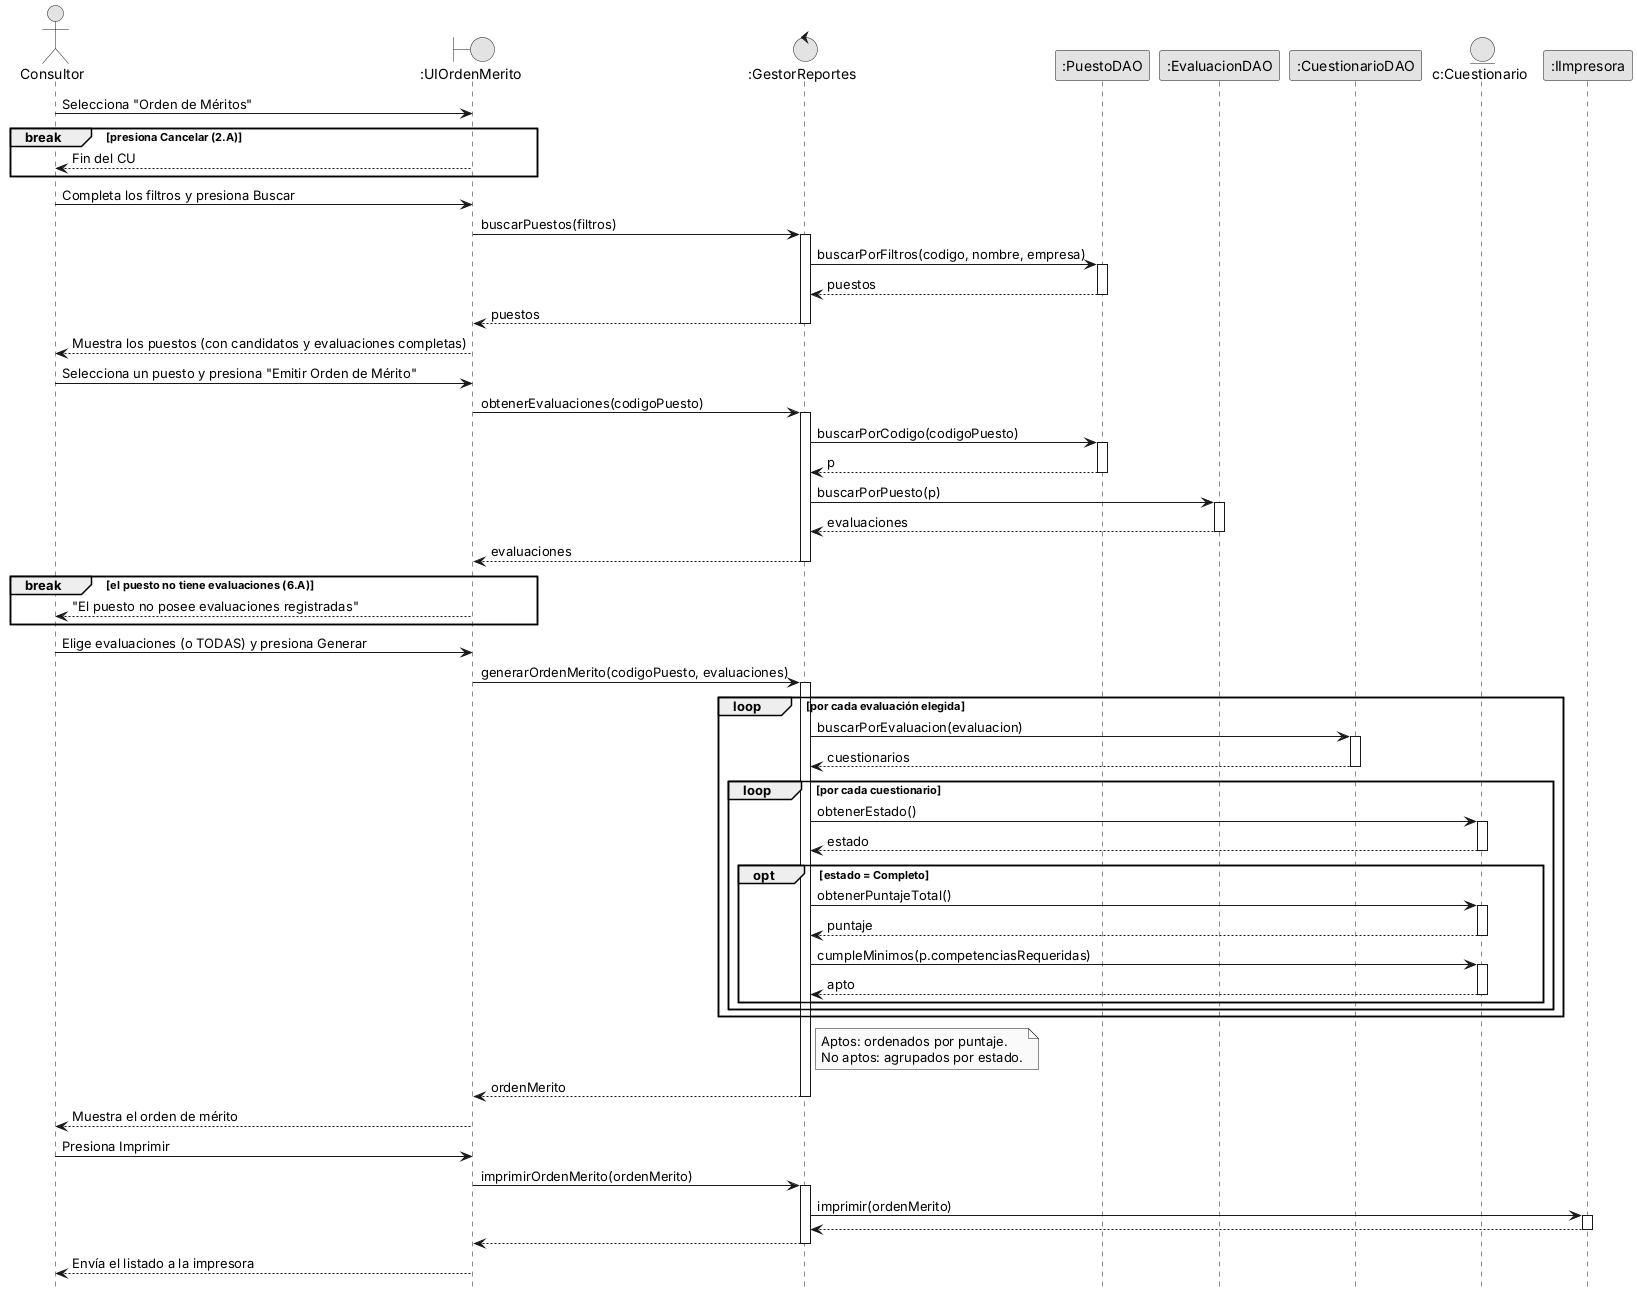 Consultor
:UIOrdenMerito
:GestorReportes
:PuestoDAO
:EvaluacionDAO
:CuestionarioDAO
c:Cuestionario
:IImpresora
Selecciona "Orden de Méritos"
break
[presiona Cancelar (2.A)]
Fin del CU
Completa los filtros y presiona Buscar
buscarPuestos(filtros)
buscarPorFiltros(codigo, nombre, empresa)
puestos
puestos
Muestra los puestos (con candidatos y evaluaciones completas)
Selecciona un puesto y presiona "Emitir Orden de Mérito"
obtenerEvaluaciones(codigoPuesto)
buscarPorCodigo(codigoPuesto)
p
buscarPorPuesto(p)
evaluaciones
evaluaciones
break
[el puesto no tiene evaluaciones (6.A)]
"El puesto no posee evaluaciones registradas"
Elige evaluaciones (o TODAS) y presiona Generar
generarOrdenMerito(codigoPuesto, evaluaciones)
loop
[por cada evaluación elegida]
buscarPorEvaluacion(evaluacion)
cuestionarios
loop
[por cada cuestionario]
obtenerEstado()
estado
opt
[estado = Completo]
obtenerPuntajeTotal()
puntaje
cumpleMinimos(p.competenciasRequeridas)
apto
Aptos: ordenados por puntaje.
No aptos: agrupados por estado.
ordenMerito
Muestra el orden de mérito
Presiona Imprimir
imprimirOrdenMerito(ordenMerito)
imprimir(ordenMerito)
Envía el listado a la impresora